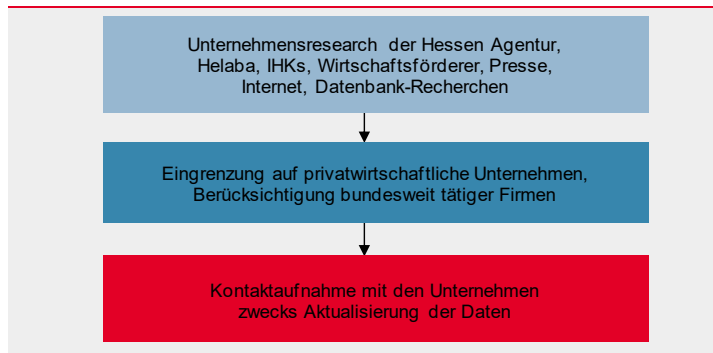 Unternehmensresearch der Hessen Agentur,
Helaba, IHKs, Wirtschaftsförderer, Presse,
Internet, Datenbank-Recherchen
Eingrenzung auf privatwirtschaftliche Unternehmen,
Berücksichtigung bundesweit tätiger Firmen
Kontaktaufnahme mit den Unternehmen
zwecks Aktualisierung der Daten